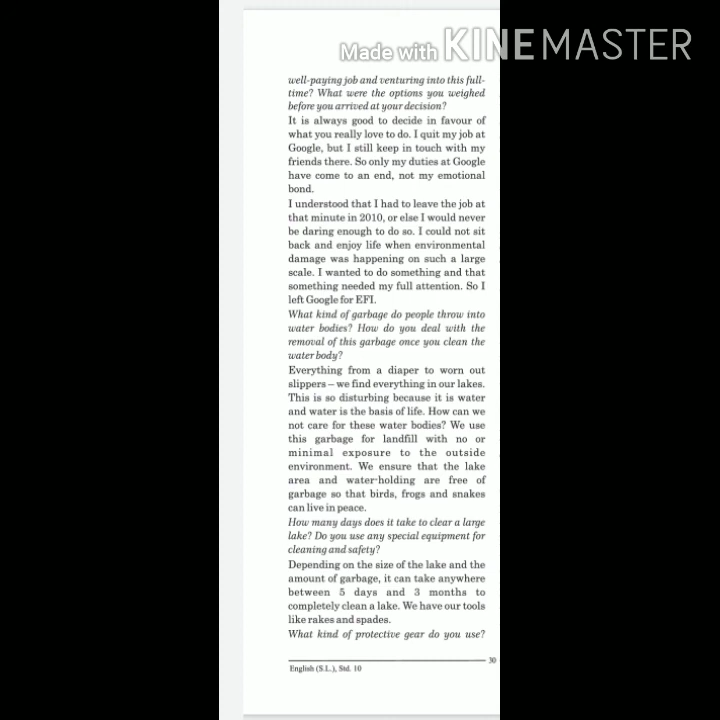 Made with KINEMASTER
well-paying job and venturing into this full-
time? What were the options you weighed
before you arrived at your decision?
It is always good to decide in favour of
what you really love to do. I quit my job at
Google, but I still keep in touch with my
friends there. So only my duties at Google
have come to an end, not my emotional
bond.
I understood that I had to leave the job at
that minute in 2010, or else I would never
be daring enough to do so. I could not sit
back and enjoy life when environmental
damage was happening on such a large
scale. I wanted to do something and that
something needed my full attention. So I
left Google for EFI.
What kind of garbage do people throw into
water bodies? How do you deal with the
removal of this garbage once you clean the
water body?
Everything from a diaper to worn out
slippers – we find everything in our lakes.
This is so disturbing because it is water
and water is the basis of life. How can we
not care for these water bodies? We use
this garbage for landfill with no or
minimal exposure to the outside
environment. We ensure that the lake
area and water-holding are free of
garbage so that birds, frogs and snakes
can live in peace.
How many days does it take to clear a large
lake? Do you use any special equipment for
cleaning and safety?
Depending on the size of the lake and the
amount of garbage, it can take anywhere
between 5 days and 3 months to
completely clean a lake. We have our tools
like rakes and spades.
What kind of protective gear do you use?
30
English (S.L.), Std. 10